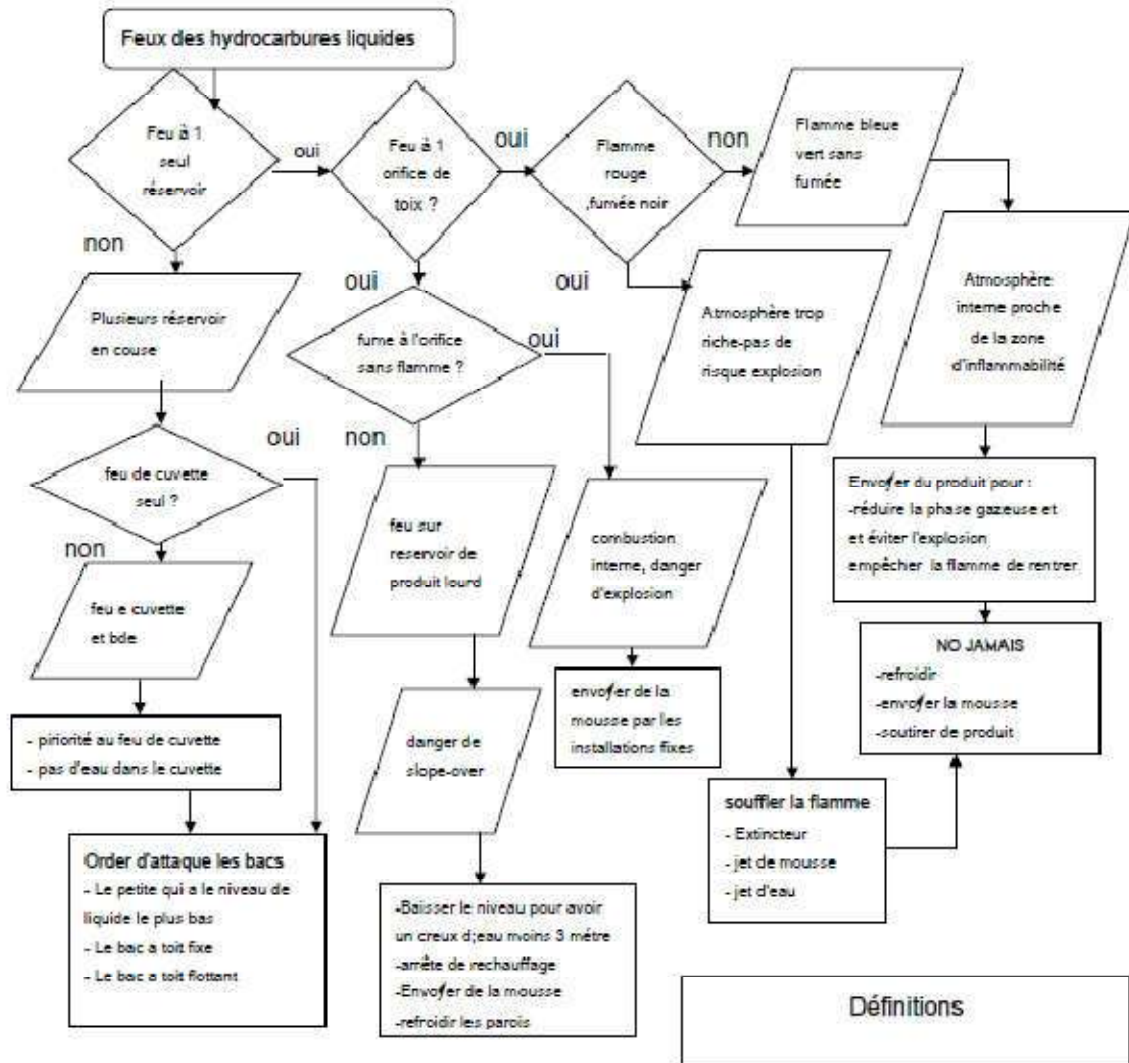 Feux des hydrocarbures liquides
Feu à 1
seul
réservoir
oui
Feu à 1
orifice de
toix ?
oui
Flamme
rouge
,fumée noir
non
Flamme bleue
vert sans
fumée
non
Plusieurs réservoir
en couse
oui
fume à l'orifice
sans flamme ?
oui
oui
Atmosphère trop
riche-pas de
risque explosion
Atmosphère
interne proche
de la zone
d'inflammabilité
feu de cuvette
seul ?
oui
non
non
feu e cuvette
et bde
feu sur
reservoir de
produit lourd
combustion
interne, danger
d'explosion
Envoyer du produit pour :
-réduire la phase gazeuse et
et éviter l'explosion
empêcher la flamme de rentrer
NO JAMAIS
-refroidir
-envoyer la mousse
-soutirer de produit
- piriorité au feu de cuvette
- pas d'eau dans le cuvette
danger de
slope-over
envoyer de la
mousse par les
installations fixes
souffler la flamme
- Extincteur
- jet de mousse
- jet d'eau
Order d'attaque les bacs
- Le petite qui a le niveau de
liquide le plus bas
- Le bac a toit fixe
- Le bac a toit flottant
-Baisser le niveau pour avoir
un creux d;eau moins 3 métre
-arrête de rechauffage
-Envoyer de la mousse
-refroidir les parois
Définitions